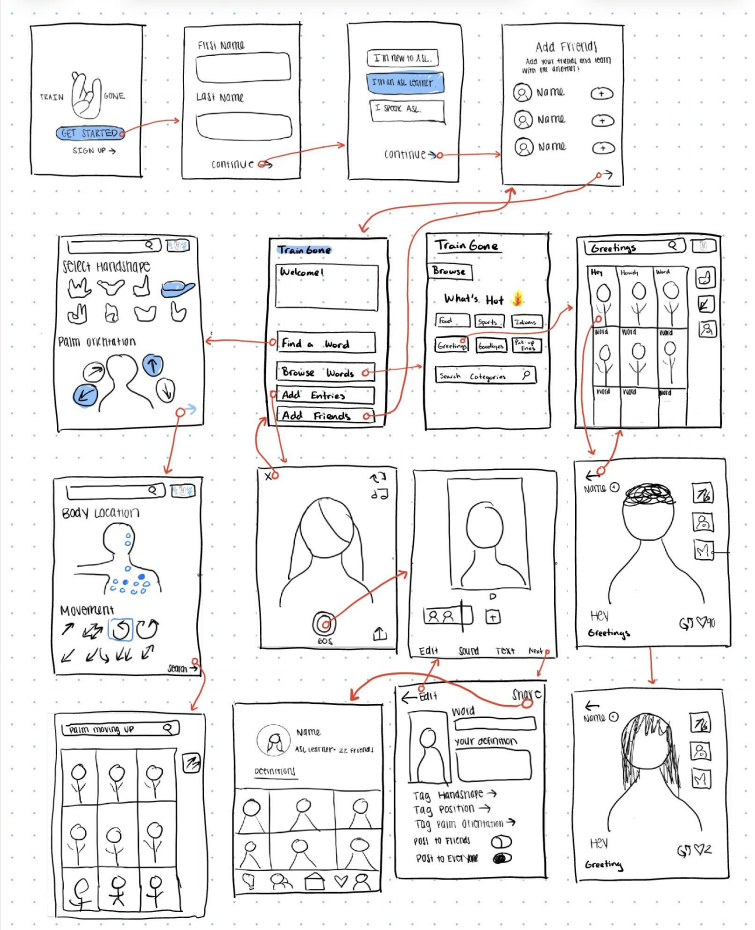 TRAIN GONE
GET STARTED
SIGN UP →
First Name
Last Name
continue →
I'm new to ASL.
I'm an ASL learner.
I speak ASL.
continue →
Add Friends
Add your friends and learn
with one another!
Name +
Name +
Name +
→
Select Handshape
Palm orientation
Train Gone
Welcome!
Find a Word
Browse Words
Add Entries
Add Friends
Train Gone
Browse
What's Hot
Food Sports Idioms
Greetings Goodbyes Pick up
lines
Search Categories
Greetings
Hey Howdy Word
Word Word Word
Word Word Word
Body Location
Movement
Search →
X
60s
D
+
Edit Sound Text Next
←
Name
Hey
Greetings
90
palm moving up
Name
ASL learner · 22 Friends
Definitions
← Edit Share
Word
Your definition
Tag Handshape →
Tag Position →
Tag Palm Orientation →
Post to Friends
Post to Everyone
←
Name
Hey
Greeting
2